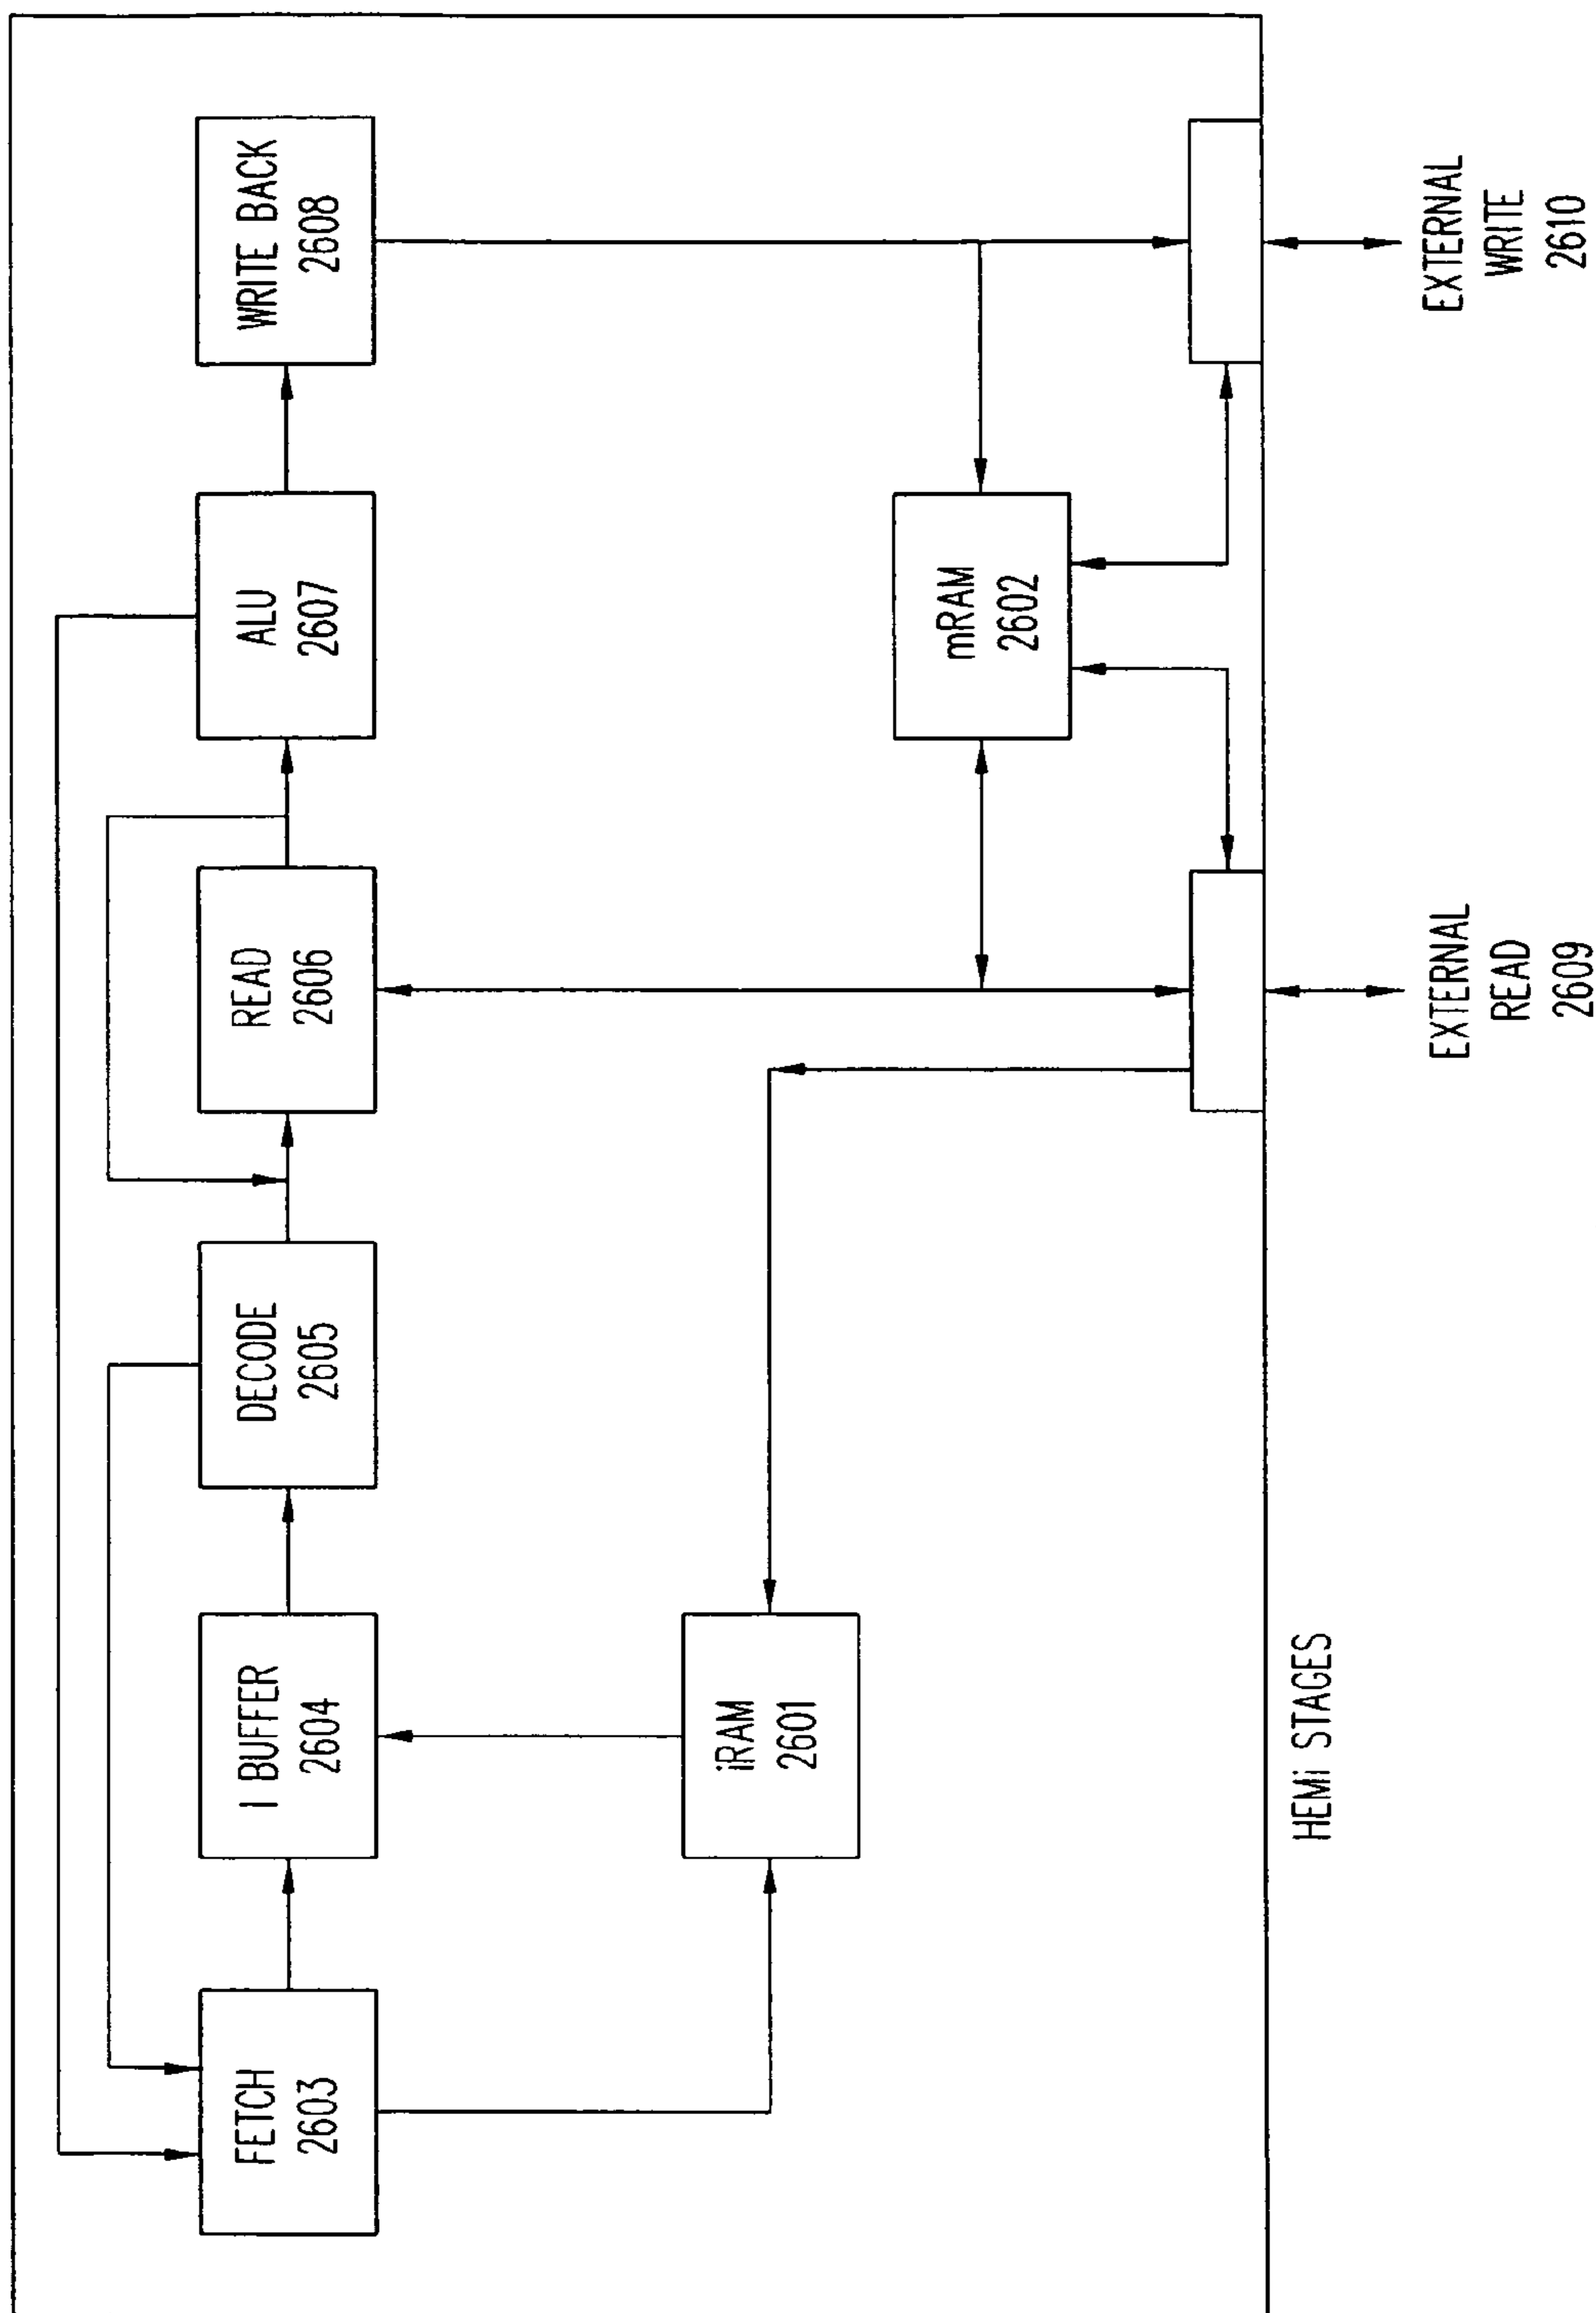 FETCH
2603
I BUFFER
2604
DECODE
2605
READ
2606
ALU
2607
WRITE BACK
2608
iRAM
2601
mRAM
2602
EXTERNAL
READ
2609
EXTERNAL
WRITE
2610
HEMi STAGES